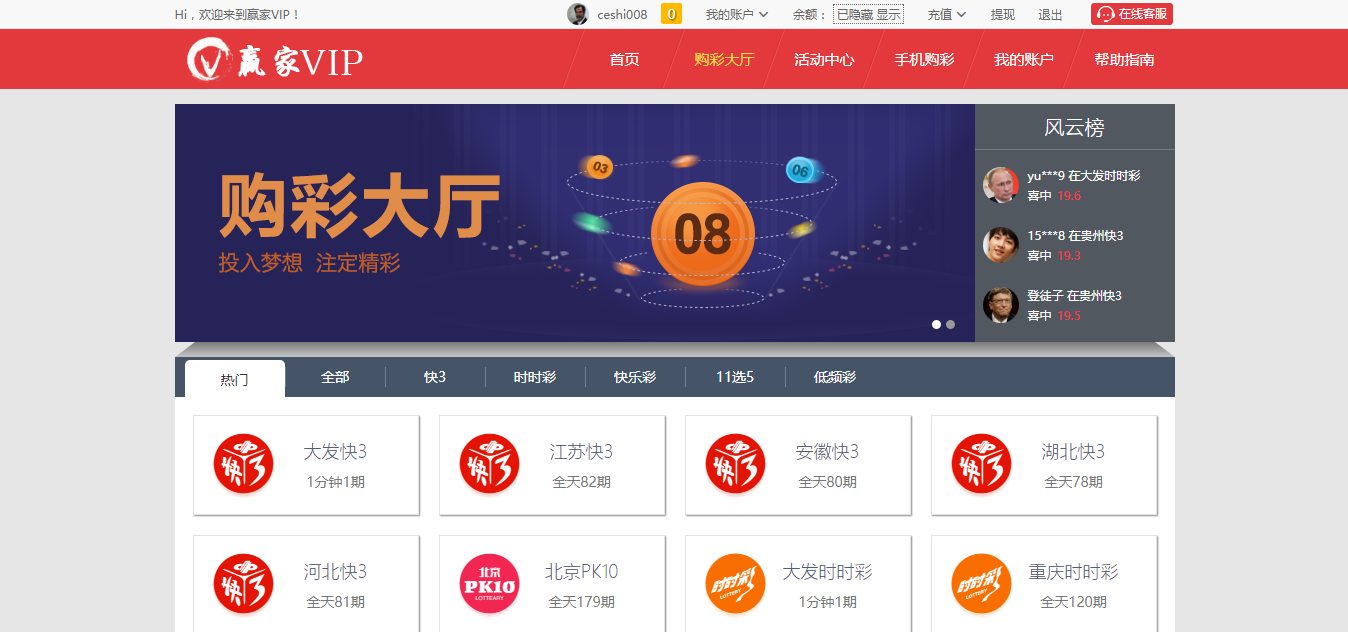 Hi，欢迎来到赢家VIP！ ceshi008 0 我的账户 余额： 已隐藏 显示 充值 提现 退出 在线客服
赢家VIP 首页 购彩大厅 活动中心 手机购彩 我的账户 帮助指南
购彩大厅
投入梦想 注定精彩
03
06
08
风云榜
yu***9 在大发时时彩
喜中 19.6
15***8 在贵州快3
喜中 19.3
登徒子 在贵州快3
喜中 19.5
热门 全部 快3 时时彩 快乐彩 11选5 低频彩
快3
大发快3
1分钟1期
快3
江苏快3
全天82期
快3
安徽快3
全天80期
快3
湖北快3
全天78期
快3
河北快3
全天81期
北京
PK10
LOTTEARY
北京PK10
全天179期
时时彩
LOTTERY
大发时时彩
1分钟1期
时时彩
LOTTERY
重庆时时彩
全天120期